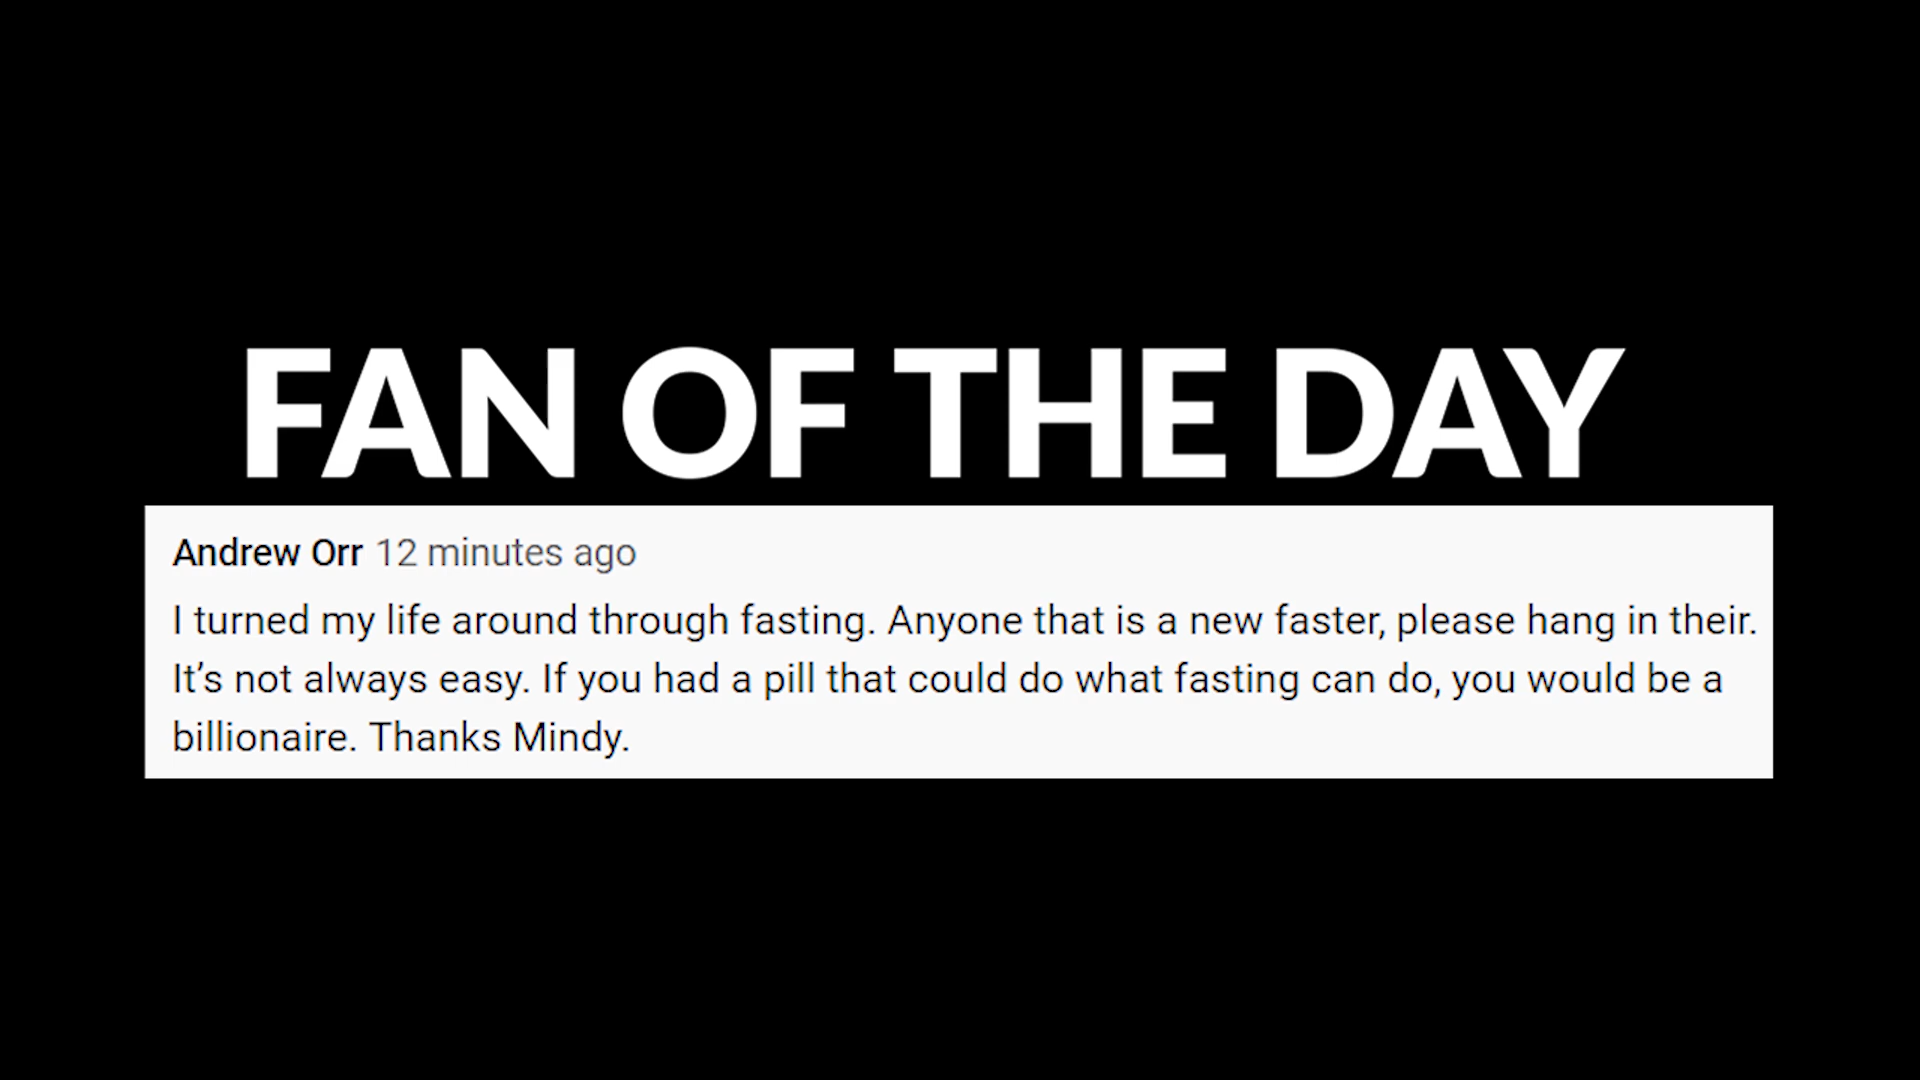 FAN OF THE DAY
Andrew Orr 12 minutes ago
I turned my life around through fasting. Anyone that is a new faster, please hang in their.
It’s not always easy. If you had a pill that could do what fasting can do, you would be a
billionaire. Thanks Mindy.